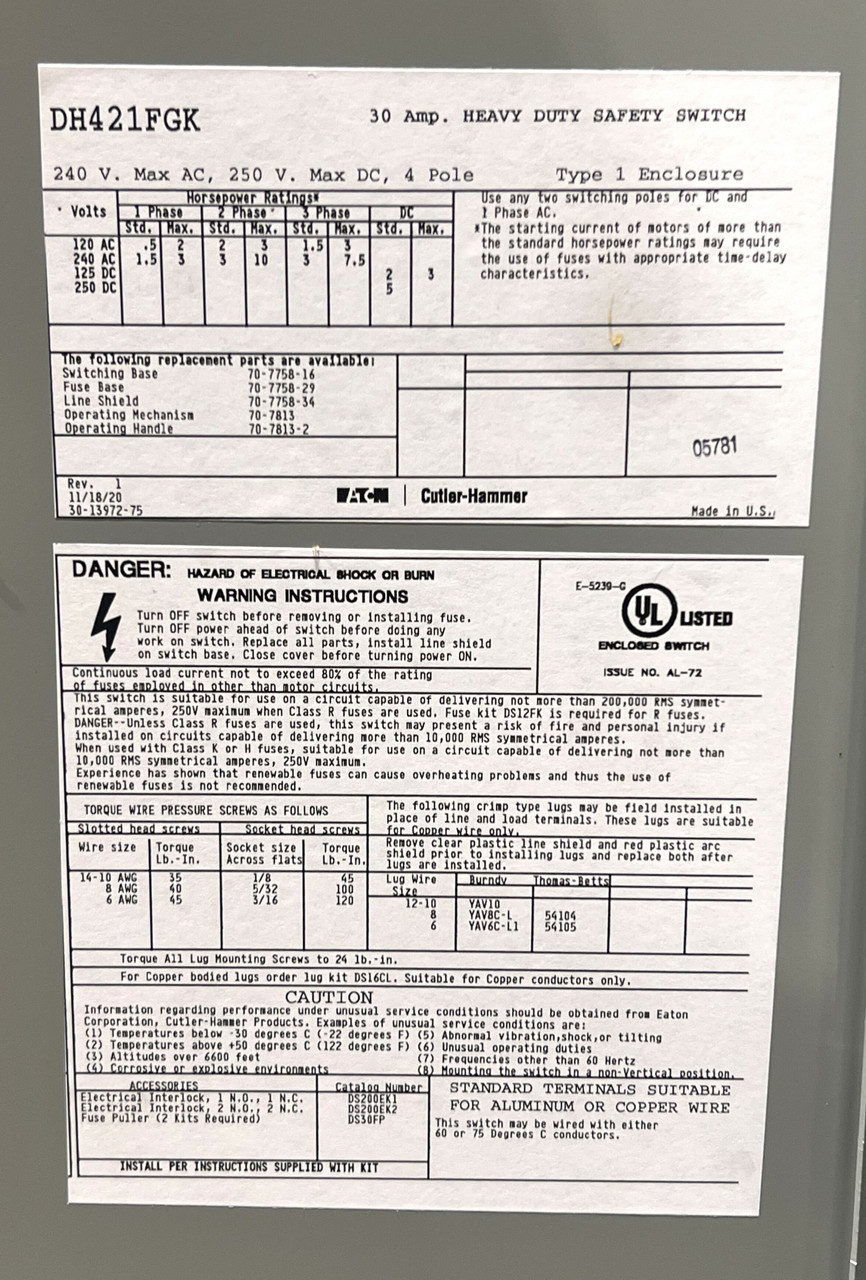 DH421FGK
30 Amp. HEAVY DUTY SAFETY SWITCH
240 V. Max AC, 250 V. Max DC, 4 Pole Type 1 Enclosure
Horsepower Ratings*
Volts 1 Phase 2 Phase 3 Phase DC
Std. Max. Std. Max. Std. Max. Std. Max.
120 AC .5 2 2 3 1.5 3
240 AC 1.5 3 3 10 3 7.5
125 DC 2 3
250 DC 5
Use any two switching poles for DC and
1 Phase AC.
*The starting current of motors of more than
the standard horsepower ratings may require
the use of fuses with appropriate time-delay
characteristics.
The following replacement parts are available:
Switching Base 70-7758-16
Fuse Base 70-7758-29
Line Shield 70-7758-34
Operating Mechanism 70-7813
Operating Handle 70-7813-2
05781
Rev. 1
11/18/20
30-13972-75
EATON | Cutler-Hammer
Made in U.S.
DANGER: HAZARD OF ELECTRICAL SHOCK OR BURN
WARNING INSTRUCTIONS
Turn OFF switch before removing or installing fuse.
Turn OFF power ahead of switch before doing any
work on switch. Replace all parts, install line shield
on switch base. Close cover before turning power ON.
E-5239-G
UL LISTED
ENCLOSED SWITCH
ISSUE NO. AL-72
Continuous load current not to exceed 80% of the rating
of fuses employed in other than motor circuits.
This switch is suitable for use on a circuit capable of delivering not more than 200,000 RMS symmet-
rical amperes, 250V maximum when Class R fuses are used. Fuse kit DS12FK is required for R fuses.
DANGER--Unless Class R fuses are used, this switch may present a risk of fire and personal injury if
installed on circuits capable of delivering more than 10,000 RMS symmetrical amperes.
When used with Class K or H fuses, suitable for use on a circuit capable of delivering not more than
10,000 RMS symmetrical amperes, 250V maximum.
Experience has shown that renewable fuses can cause overheating problems and thus the use of
renewable fuses is not recommended.
TORQUE WIRE PRESSURE SCREWS AS FOLLOWS
Slotted head screws Socket head screws
Wire size Torque Lb.-In. Socket size Across flats Torque Lb.-In.
14-10 AWG 35 1/8 45
8 AWG 40 5/32 100
6 AWG 45 3/16 120
The following crimp type lugs may be field installed in
place of line and load terminals. These lugs are suitable
for Copper wire only.
Remove clear plastic line shield and red plastic arc
shield prior to installing lugs and replace both after
lugs are installed.
Lug Wire Size Burndy Thomas-Betts
12-10 YAV10
8 YAV8C-L 54104
6 YAV6C-L1 54105
Torque All Lug Mounting Screws to 24 lb.-in.
For Copper bodied lugs order lug kit DS16CL. Suitable for Copper conductors only.
CAUTION
Information regarding performance under unusual service conditions should be obtained from Eaton
Corporation, Cutler-Hammer Products. Examples of unusual service conditions are:
(1) Temperatures below -30 degrees C (-22 degrees F) (5) Abnormal vibration,shock,or tilting
(2) Temperatures above +50 degrees C (122 degrees F) (6) Unusual operating duties
(3) Altitudes over 6600 feet (7) Frequencies other than 60 Hertz
(4) Corrosive or explosive environments (8) Mounting the switch in a non-Vertical position.
ACCESSORIES Catalog Number
Electrical Interlock, 1 N.O., 1 N.C. DS200EK1
Electrical Interlock, 2 N.O., 2 N.C. DS200EK2
Fuse Puller (2 Kits Required) DS30FP
INSTALL PER INSTRUCTIONS SUPPLIED WITH KIT
STANDARD TERMINALS SUITABLE
FOR ALUMINUM OR COPPER WIRE
This switch may be wired with either
60 or 75 Degrees C conductors.